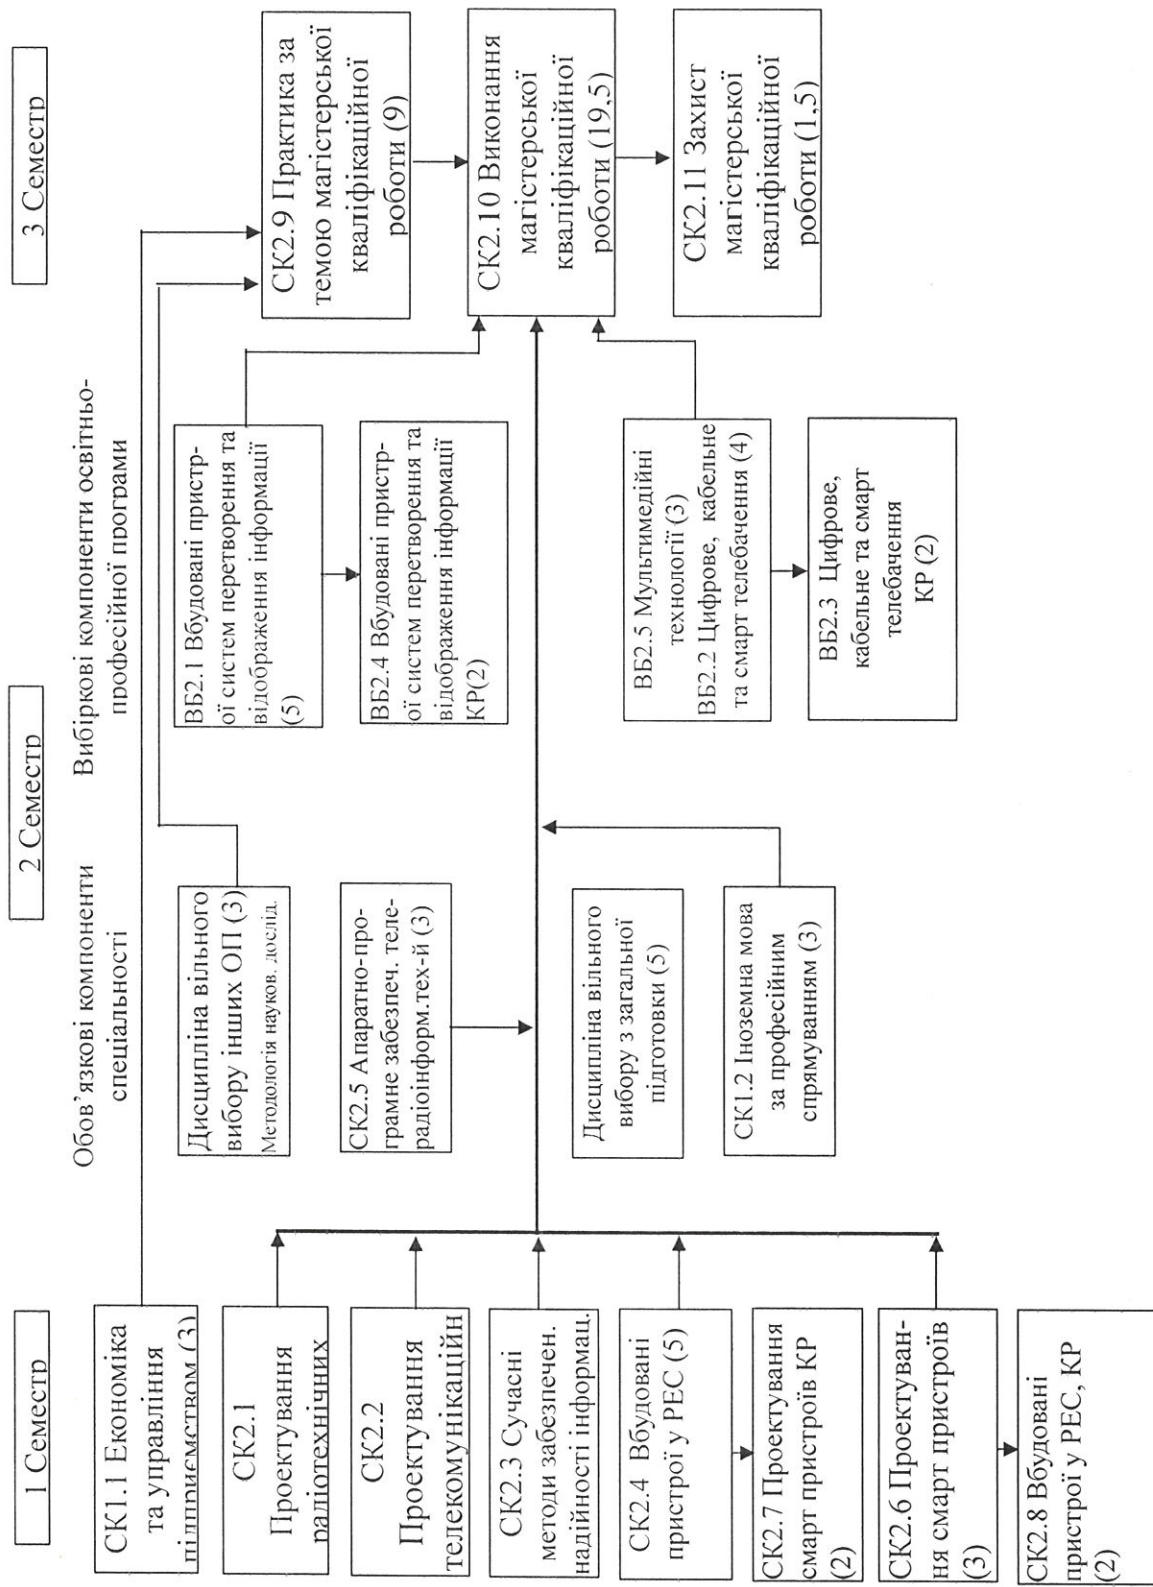 1 Семестр
2 Семестр
3 Семестр
Обов’язкові компоненти
спеціальності
Вибіркові компоненти освітньо-
професійної програми
СК1.1 Економіка
та управління
підприємством (3)
СК2.1
Проектування
радіотехнічних
СК2.2
Проектування
телекомунікаційн
СК2.3 Сучасні
методи забезпечен.
надійності інформац.
СК2.4 Вбудовані
пристрої у РЕС (5)
СК2.7 Проектування
смарт пристроїв КР
(2)
СК2.6 Проектуван-
ня смарт пристроїв
(3)
СК2.8 Вбудовані
пристрої у РЕС, КР
(2)
Дисципліна вільного
вибору інших ОП (3)
Методологія науков. дослід.
СК2.5 Апаратно-про-
грамне забезпеч. теле-
радіоінформ.тех-й (3)
Дисципліна вільного
вибору з загальної
підготовки (5)
СК1.2 Іноземна мова
за професійним
спрямуванням (3)
ВБ2.1 Вбудовані пристр-
ої систем перетворення та
відображення інформації
(5)
ВБ2.4 Вбудовані пристр-
ої систем перетворення та
відображення інформації
КР(2)
ВБ2.5 Мультимедійні
технології (3)
ВБ2.2 Цифрове, кабельне
та смарт телебачення (4)
ВБ2.3 Цифрове,
кабельне та смарт
телебачення
КР (2)
СК2.9 Практика за
темою магістерської
кваліфікаційної
роботи (9)
СК2.10 Виконання
магістерської
кваліфікаційної
роботи (19,5)
СК2.11 Захист
магістерської
кваліфікаційної
роботи (1,5)